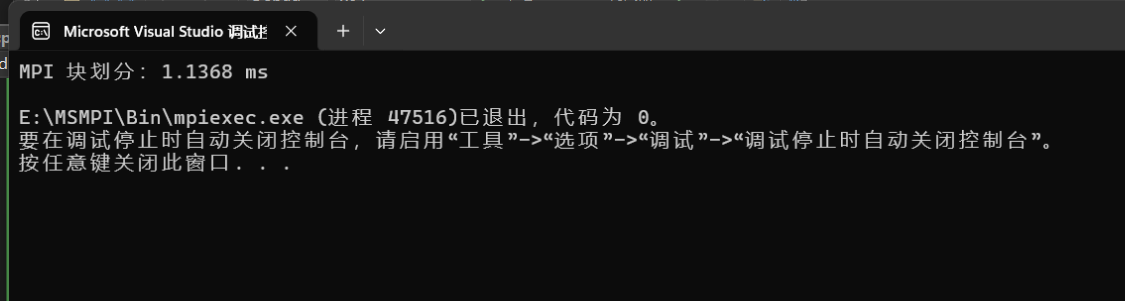 Microsoft Visual Studio 调试控
MPI 块划分: 1.1368 ms
E:\MSMPI\Bin\mpiexec.exe (进程 47516)已退出，代码为 0。
要在调试停止时自动关闭控制台，请启用“工具”->“选项”->“调试”->“调试停止时自动关闭控制台”。
按任意键关闭此窗口. . .